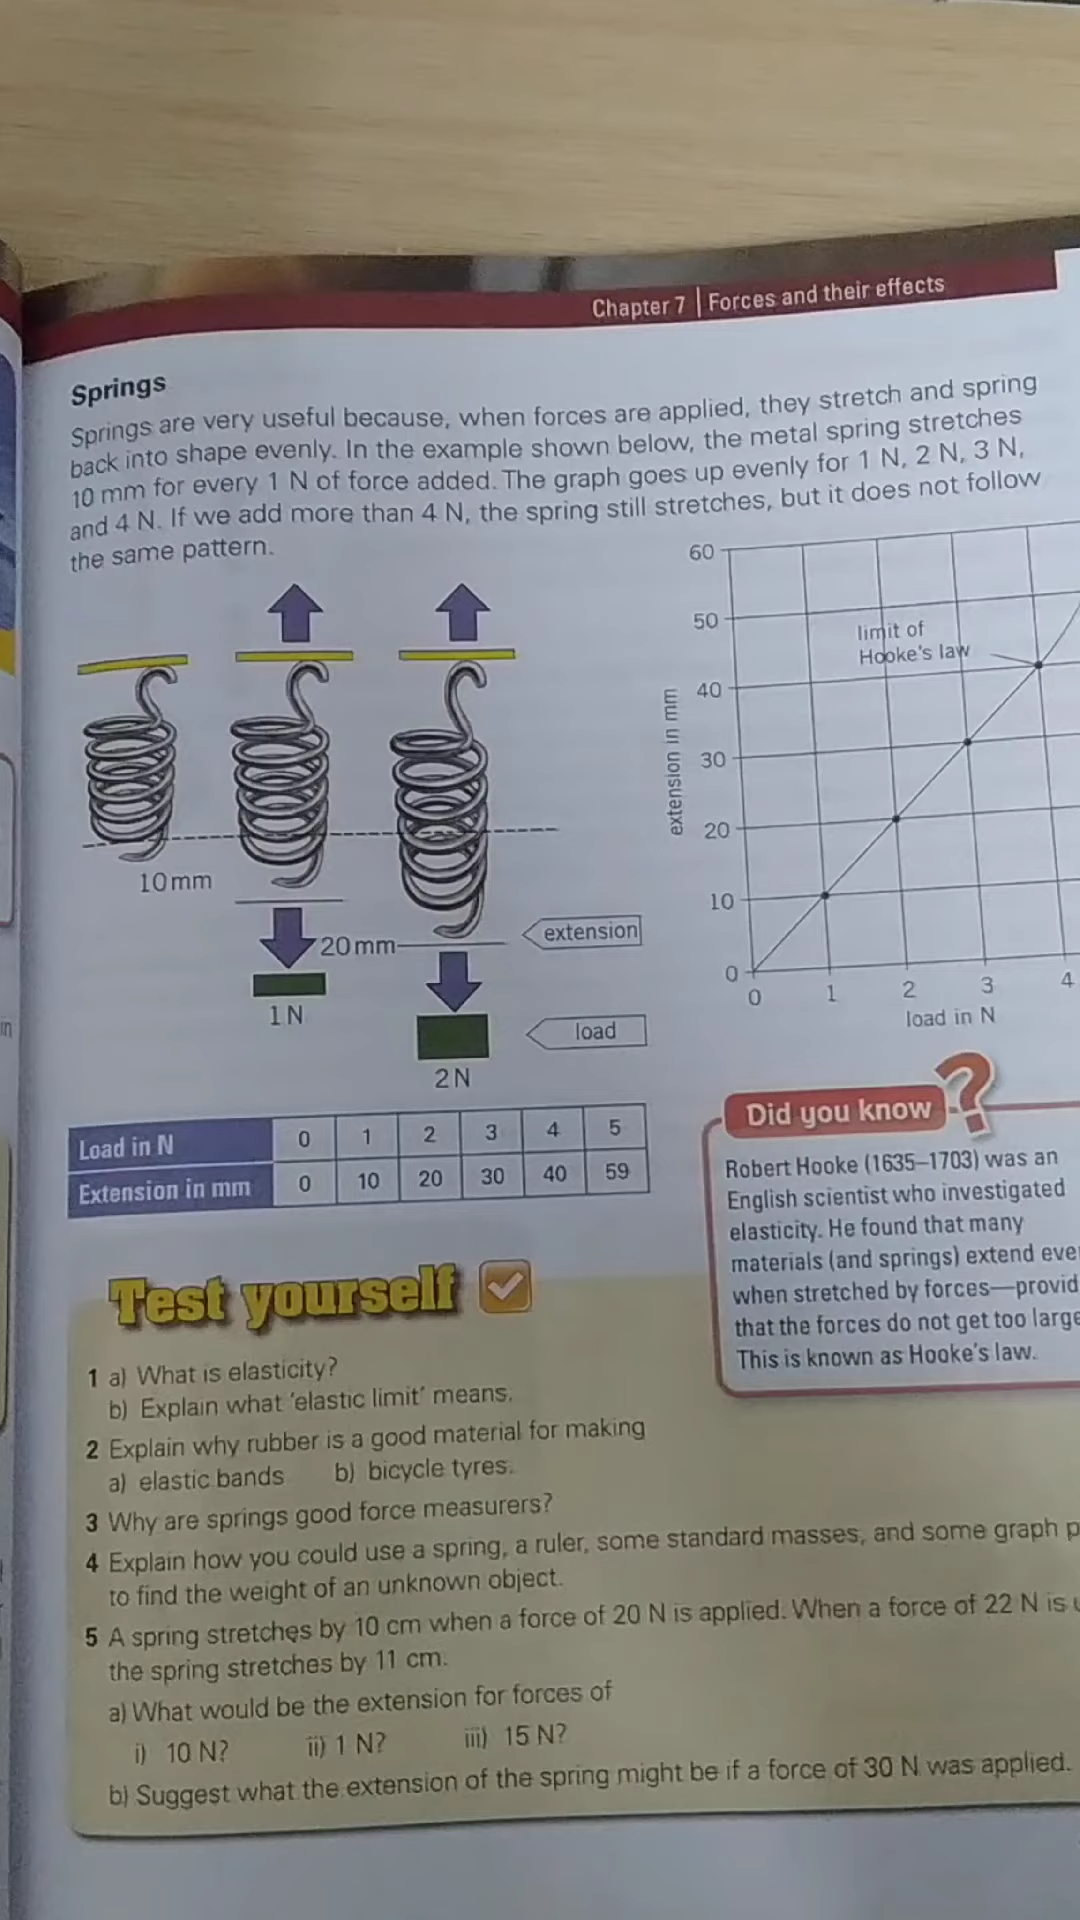 Chapter 7 | Forces and their effects
Springs
Springs are very useful because, when forces are applied, they stretch and spring
back into shape evenly. In the example shown below, the metal spring stretches
10 mm for every 1 N of force added. The graph goes up evenly for 1 N, 2 N, 3 N,
and 4 N. If we add more than 4 N, the spring still stretches, but it does not follow
the same pattern.
10 mm
20 mm
1 N
2 N
extension
load
60
50
40
30
20
10
0
extension in mm
limit of
Hooke's law
0 1 2 3 4
load in N
Load in N 0 1 2 3 4 5
Extension in mm 0 10 20 30 40 59
Did you know ?
Robert Hooke (1635–1703) was an
English scientist who investigated
elasticity. He found that many
materials (and springs) extend
when stretched by forces—
that the forces do not get too
This is known as Hooke's law.
Test yourself
1 a) What is elasticity?
b) Explain what 'elastic limit' means.
2 Explain why rubber is a good material for making
a) elastic bands b) bicycle tyres.
3 Why are springs good force measurers?
4 Explain how you could use a spring, a ruler, some standard masses, and some graph
to find the weight of an unknown object.
5 A spring stretches by 10 cm when a force of 20 N is applied. When a force of 22 N is
the spring stretches by 11 cm.
a) What would be the extension for forces of
i) 10 N? ii) 1 N? iii) 15 N?
b) Suggest what the extension of the spring might be if a force of 30 N was applied.